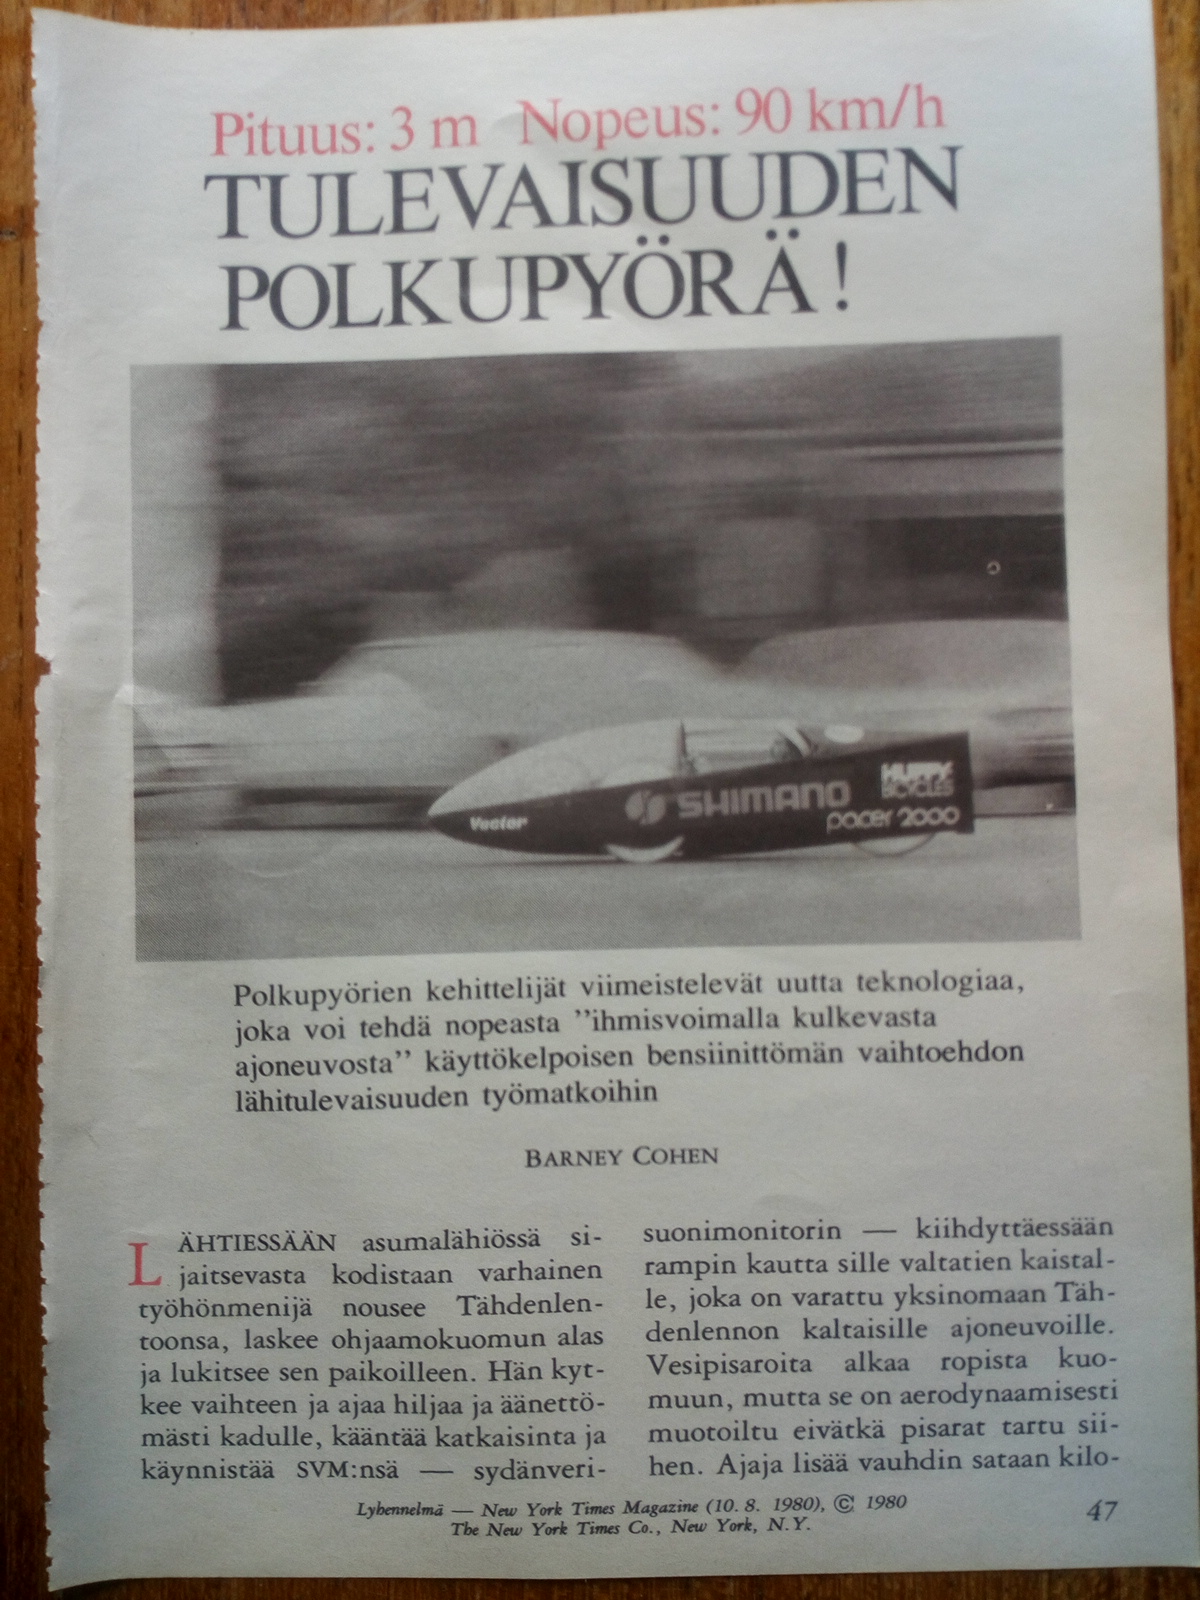 Pituus: 3 m Nopeus: 90 km/h
TULEVAISUUDEN
POLKUPYÖRÄ!
Vector
SHIMANO
HUFFY
BICYCLES
pacer 2000
Polkupyörien kehittelijät viimeistelevät uutta teknologiaa,
joka voi tehdä nopeasta ”ihmisvoimalla kulkevasta
ajoneuvosta” käyttökelpoisen bensiinittömän vaihtoehdon
lähitulevaisuuden työmatkoihin
BARNEY COHEN
LÄHTIESSÄÄN asumalähiössä si-
jaitsevasta kodistaan varhainen
työhönmenijä nousee Tähdenlen-
toonsa, laskee ohjaamokuomun alas
ja lukitsee sen paikoilleen. Hän kyt-
kee vaihteen ja ajaa hiljaa ja äänettö-
mästi kadulle, kääntää katkaisinta ja
käynnistää SVM:nsä — sydänveri-
suonimonitorin — kiihdyttäessään
rampin kautta sille valtatien kaistal-
le, joka on varattu yksinomaan Täh-
denlennon kaltaisille ajoneuvoille.
Vesipisaroita alkaa ropista kuo-
muun, mutta se on aerodynaamisesti
muotoiltu eivätkä pisarat tartu sii-
hen. Ajaja lisää vauhdin sataan kilo-
Lyhennelmä — New York Times Magazine (10. 8. 1980), © 1980
The New York Times Co., New York, N.Y.
47